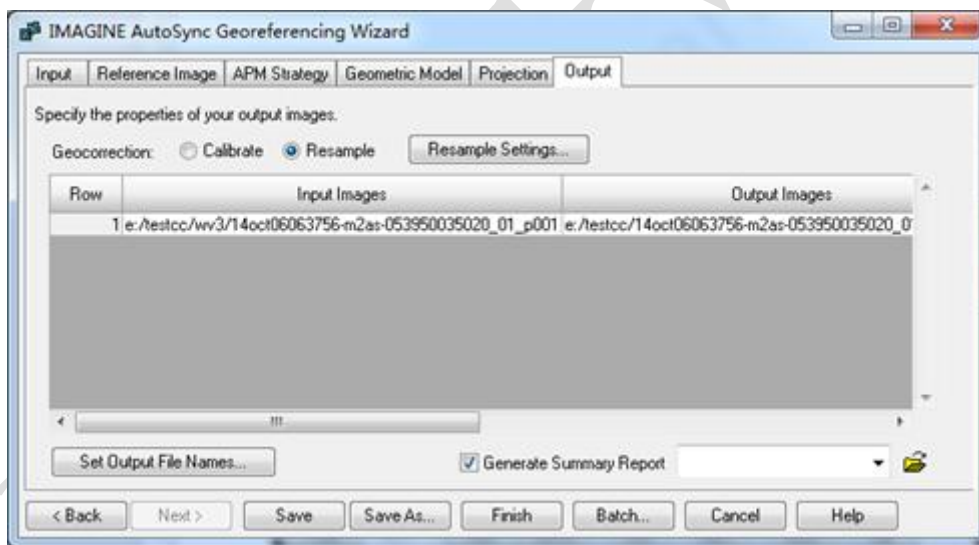 IMAGINE AutoSync Georeferencing Wizard
Input Reference Image APM Strategy Geometric Model Projection Output
Specify the properties of your output images.
Geocorrection: Calibrate Resample Resample Settings...
Row Input Images Output Images
1 e:/testcc/wv3/14oct06063756-m2as-053950035020_01_p001 e:/testcc/14oct06063756-m2as-053950035020_0
Set Output File Names... Generate Summary Report
< Back Next > Save Save As... Finish Batch... Cancel Help